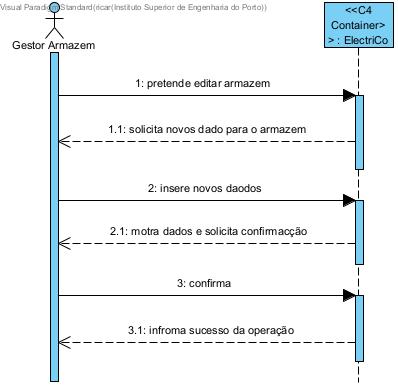 Visual Paradi Standard(ricar(Instituto Superior de Engenharia do Porto))
<<C4
Container>
> : ElectriCo
Gestor Armazem
1: pretende editar armazem
1.1: solicita novos dado para o armazem
2: insere novos daodos
2.1: motra dados e solicita confirmacção
3: confirma
3.1: infroma sucesso da operação